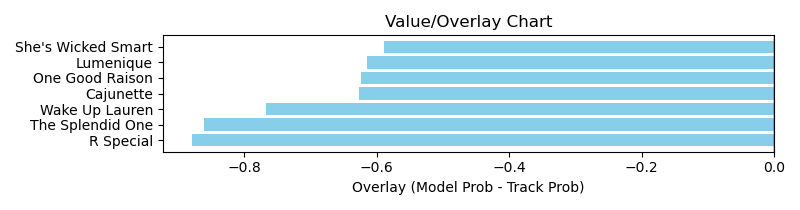 Value/Overlay Chart
She's Wicked Smart
Lumenique
One Good Raison
Cajunette
Wake Up Lauren
The Splendid One
R Special
−0.8 −0.6 −0.4 −0.2 0.0
Overlay (Model Prob - Track Prob)